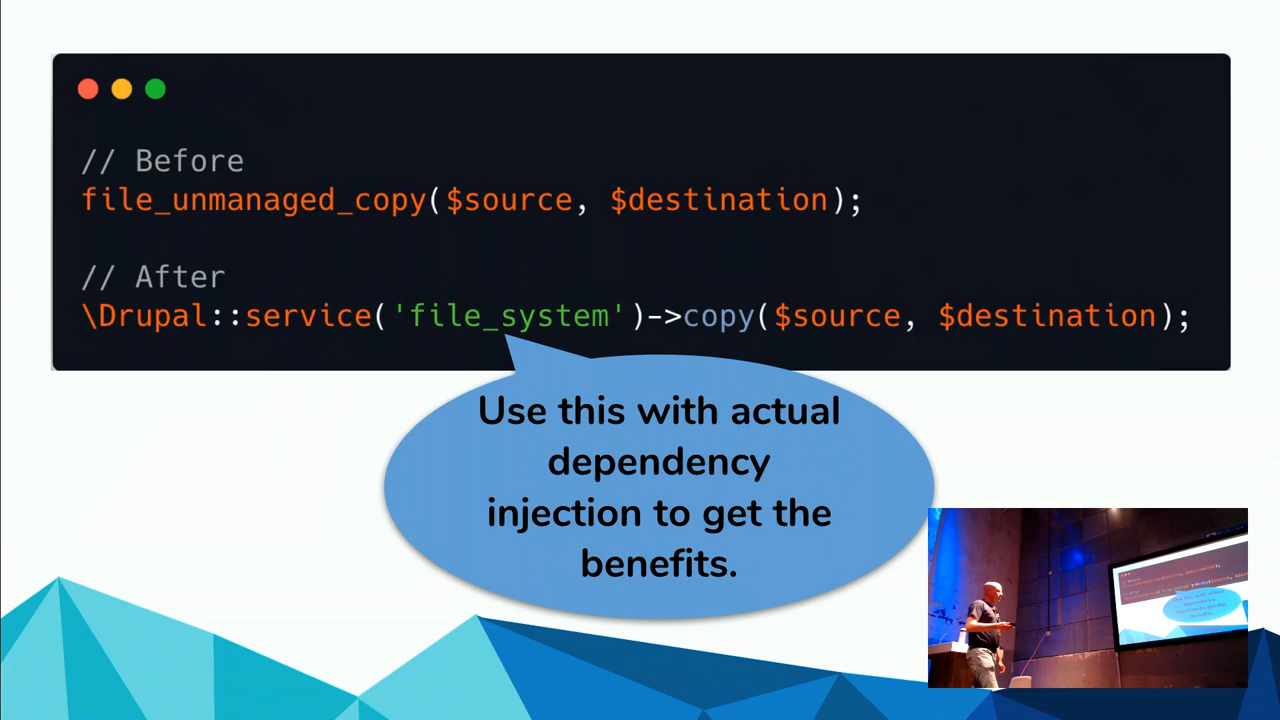 // Before
file_unmanaged_copy($source, $destination);
// After
\Drupal::service('file_system')->copy($source, $destination);
Use this with actual
dependency
injection to get the
benefits.